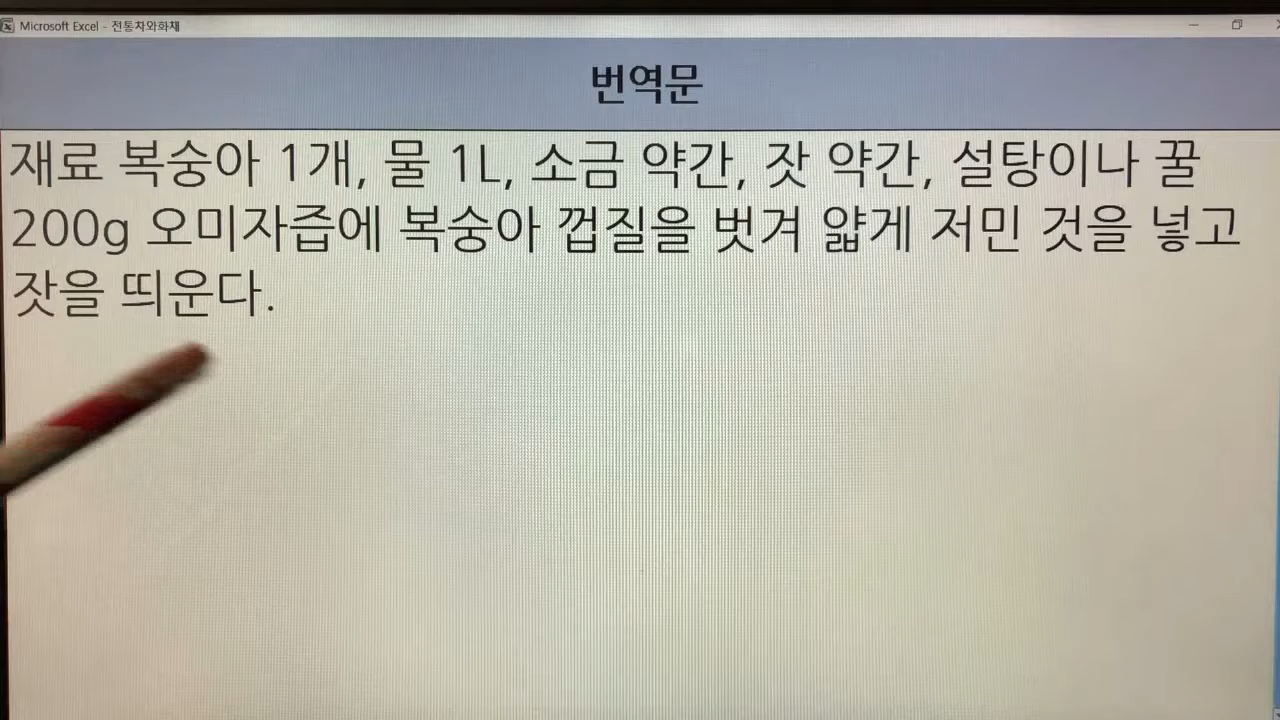 Microsoft Excel - 전통차와화채
번역문
재료 복숭아 1개, 물 1L, 소금 약간, 잣 약간, 설탕이나 꿀
200g 오미자즙에 복숭아 껍질을 벗겨 얇게 저민 것을 넣고
잣을 띄운다.